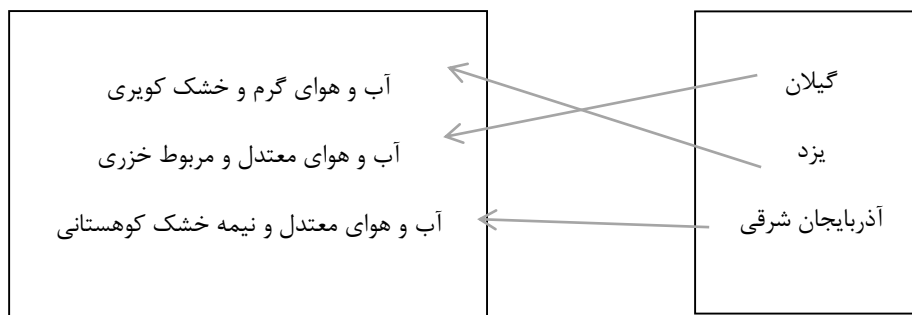 گیلان
یزد
آذربایجان شرقی
آب و هوای گرم و خشک کویری
آب و هوای معتدل و مربوط خزری
آب و هوای معتدل و نیمه خشک کوهستانی